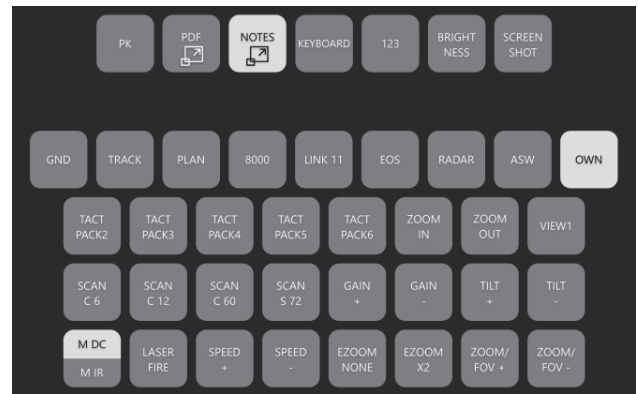 PK
PDF
NOTES
KEYBOARD
123
BRIGHT
NESS
SCREEN
SHOT
GND
TRACK
PLAN
8000
LINK 11
EOS
RADAR
ASW
OWN
TACT
PACK2
TACT
PACK3
TACT
PACK4
TACT
PACK5
TACT
PACK6
ZOOM
IN
ZOOM
OUT
VIEW1
SCAN
C 6
SCAN
C 12
SCAN
C 60
SCAN
S 72
GAIN
+
GAIN
-
TILT
+
TILT
-
M DC
M IR
LASER
FIRE
SPEED
+
SPEED
-
EZOOM
NONE
EZOOM
X2
ZOOM/
FOV +
ZOOM/
FOV -